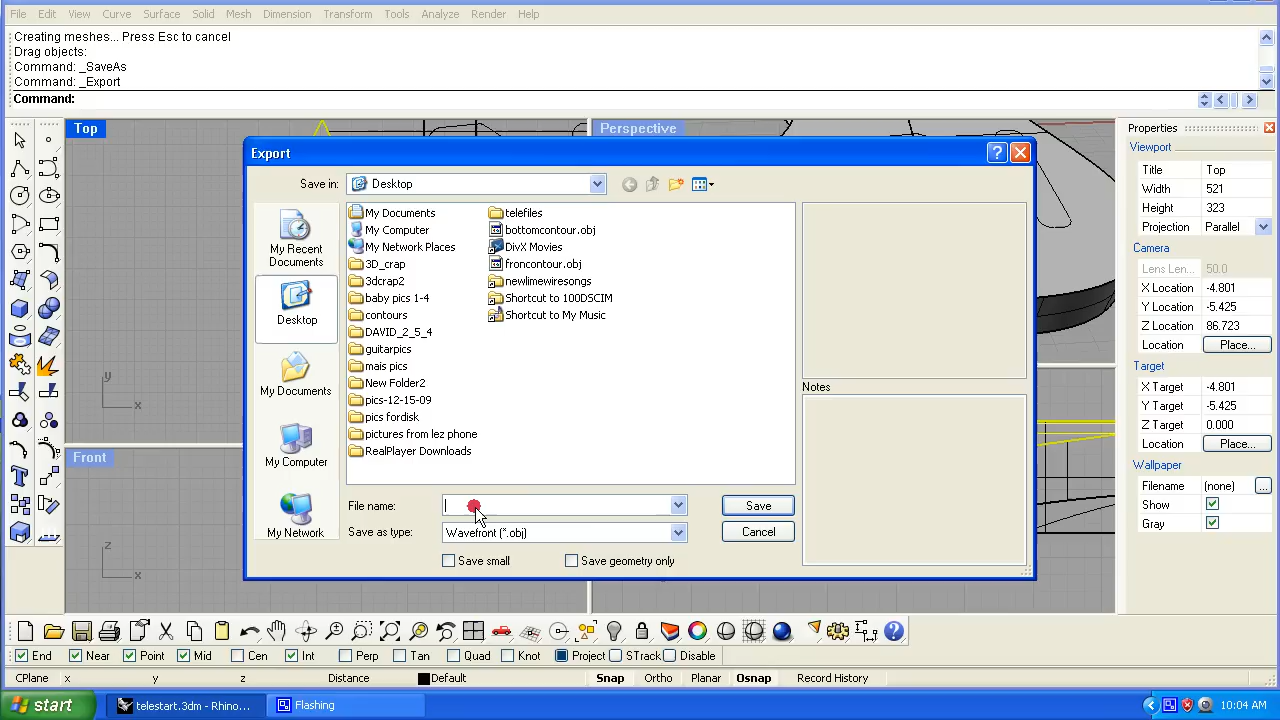 File Edit View Curve Surface Solid Mesh Dimension Transform Tools Analyze Render Help
Creating meshes... Press Esc to cancel
Drag objects:
Command: _SaveAs
Command: _Export
Command:
Top
Perspective
Properties
Viewport
Title Top
Width 521
Height 323
Projection Parallel
Camera
Lens Len... 50.0
X Location -4.801
Y Location -5.425
Z Location 86.723
Location Place...
Target
X Target -4.801
Y Target -5.425
Z Target 0.000
Location Place...
Wallpaper
Filename (none) ...
Show
Gray
Export
Save in: Desktop
My Recent Documents
Desktop
My Documents
My Computer
My Network
My Documents
My Computer
My Network Places
3D_crap
3dcrap2
baby pics 1-4
contours
DAVID_2_5_4
guitarpics
mais pics
New Folder2
pics-12-15-09
pics fordisk
pictures from lez phone
RealPlayer Downloads
telefiles
bottomcontour.obj
DivX Movies
froncontour.obj
newlimewiresongs
Shortcut to 100DSCIM
Shortcut to My Music
Notes
File name:
Save
Save as type: Wavefront (*.obj)
Cancel
Save small Save geometry only
y
x
Front
z
x
End Near Point Mid Cen Int Perp Tan Quad Knot Project STrack Disable
CPlane x y z Distance Default Snap Ortho Planar Osnap Record History
start telestart.3dm - Rhino... Flashing 10:04 AM